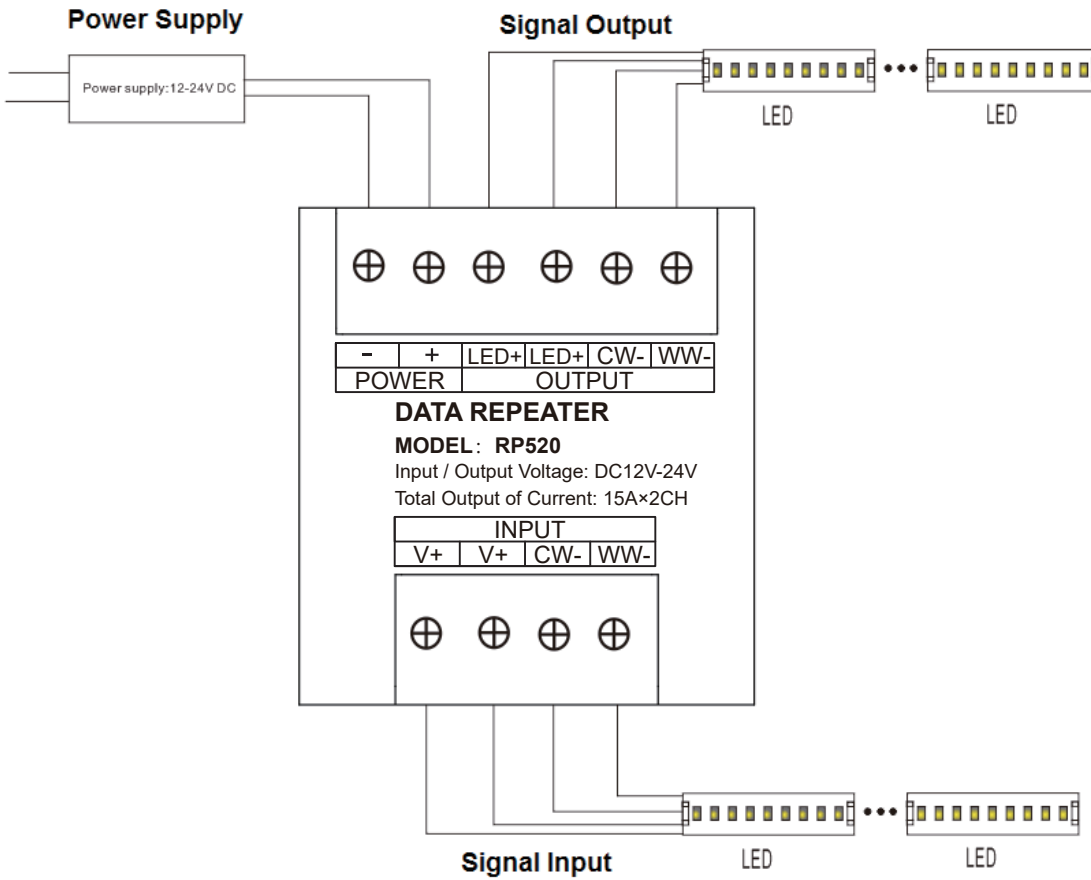 Power Supply
Signal Output
Power supply:12-24V DC
LED
LED
- + LED+ LED+ CW- WW-
POWER OUTPUT
DATA REPEATER
MODEL: RP520
Input / Output Voltage: DC12V-24V
Total Output of Current: 15A×2CH
INPUT
V+ V+ CW- WW-
Signal Input
LED
LED